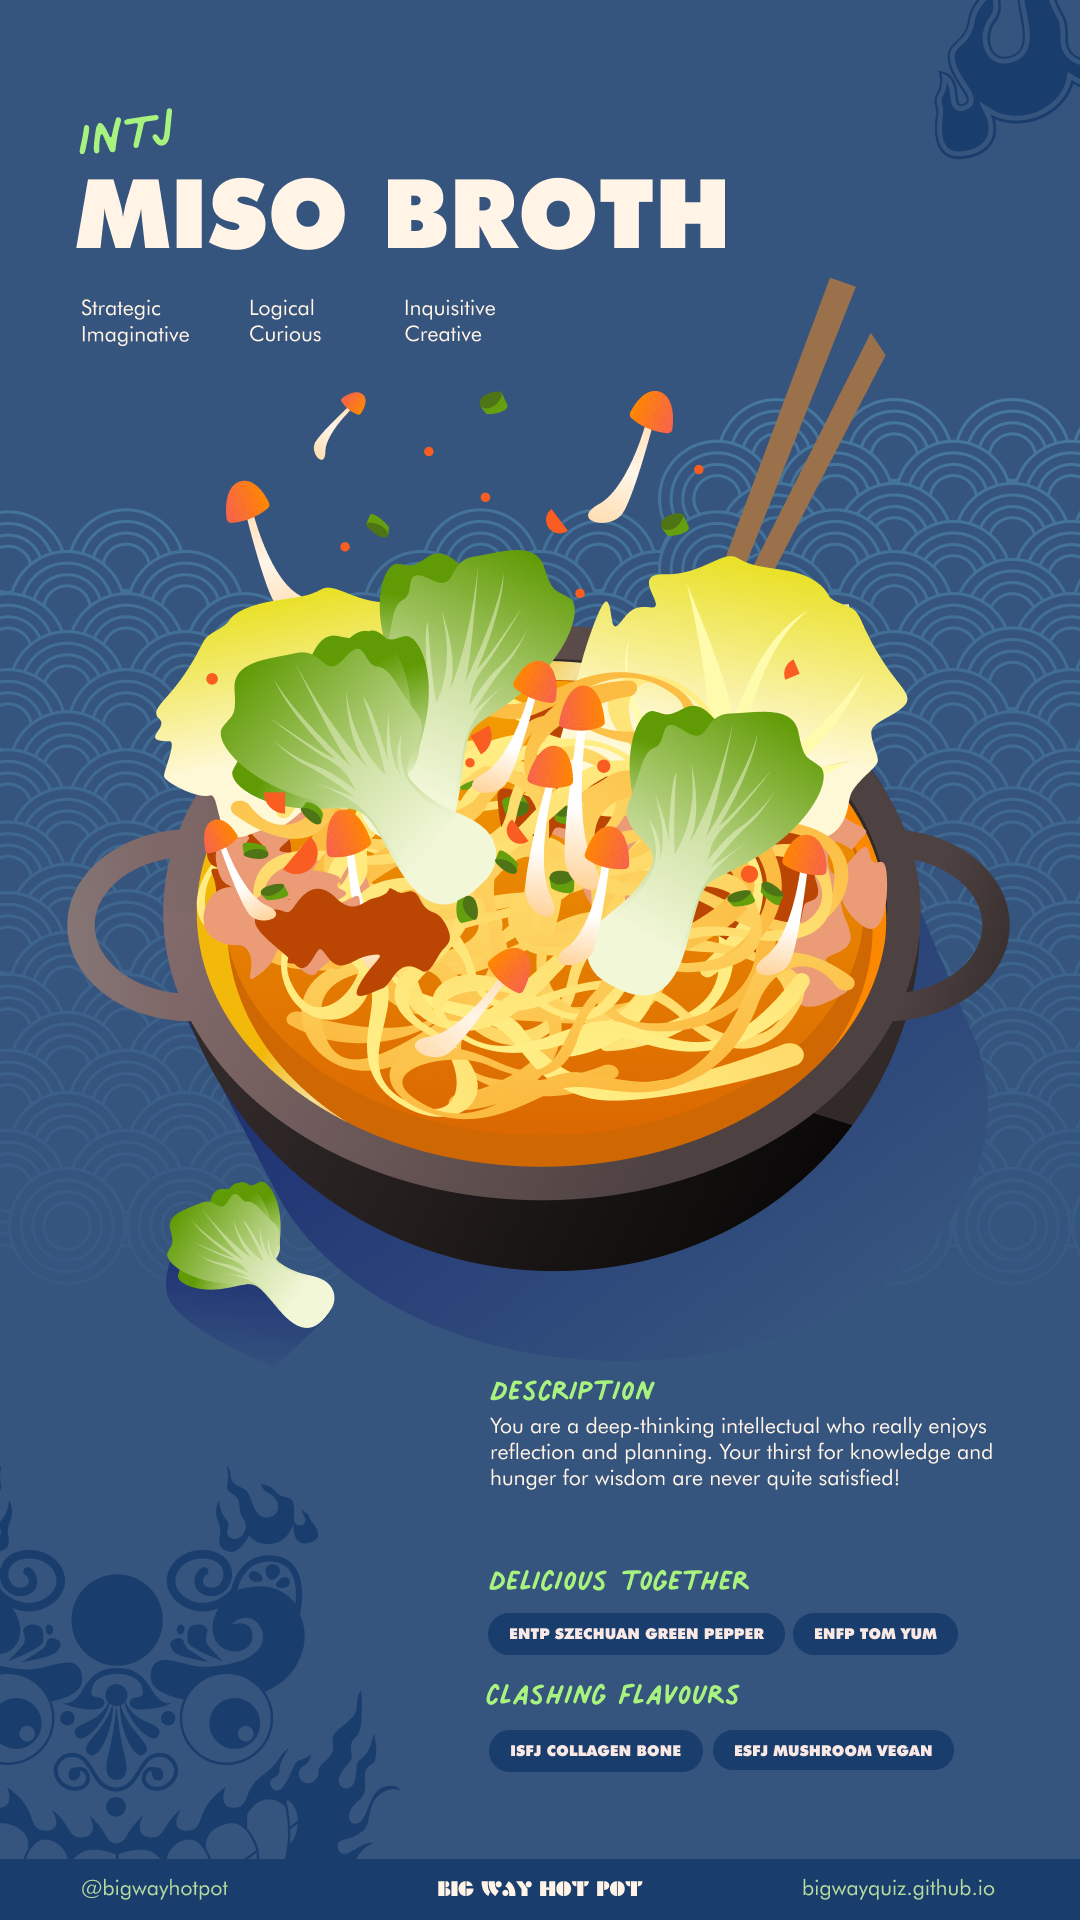 INTJ
MISO BROTH
Strategic
Imaginative
Logical
Curious
Inquisitive
Creative
DESCRIPTION
You are a deep-thinking intellectual who really enjoys
reflection and planning. Your thirst for knowledge and
hunger for wisdom are never quite satisfied!
DELICIOUS TOGETHER
ENTP SZECHUAN GREEN PEPPER
ENFP TOM YUM
CLASHING FLAVOURS
ISFJ COLLAGEN BONE
ESFJ MUSHROOM VEGAN
@bigwayhotpot
BIG WAY HOT POT
bigwayquiz.github.io